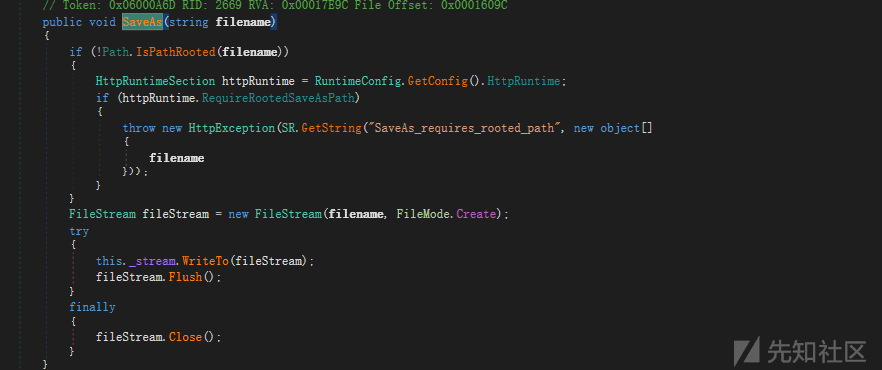 // Token: 0x06000A6D RID: 2669 RVA: 0x00017B9C File Offset: 0x0001609C
public void SaveAs(string filename)
{
if (!Path.IsPathRooted(filename))
{
HttpRuntimeSection httpRuntime = RuntimeConfig.GetConfig().HttpRuntime;
if (httpRuntime.RequireRootedSaveAsPath)
{
throw new HttpException(SR.GetString("SaveAs_requires_rooted_path", new object[]
{
filename
}));
}
}
FileStream fileStream = new FileStream(filename, FileMode.Create);
try
{
this._stream.WriteTo(fileStream);
fileStream.Flush();
}
finally
{
fileStream.Close();
}
}
先知社区